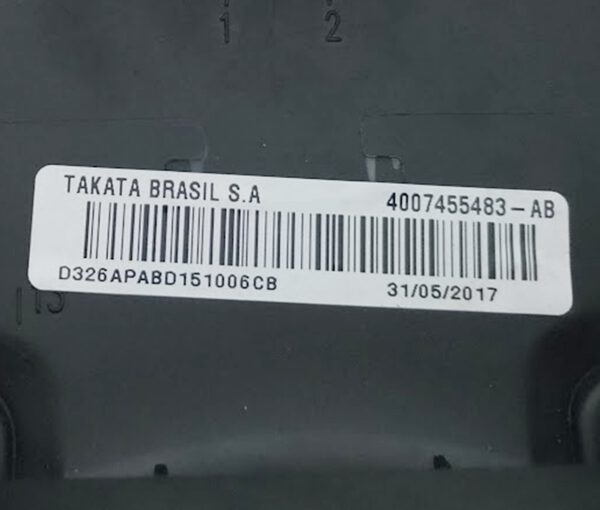 1 2
TAKATA BRASIL S.A 4007455483-AB
D326APABD151006CB 31/05/2017